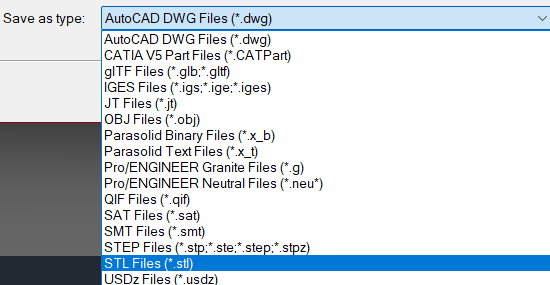 Save as type: AutoCAD DWG Files (*.dwg)
AutoCAD DWG Files (*.dwg)
CATIA V5 Part Files (*.CATPart)
glTF Files (*.glb;*.gltf)
IGES Files (*.igs;*.ige;*.iges)
JT Files (*.jt)
OBJ Files (*.obj)
Parasolid Binary Files (*.x_b)
Parasolid Text Files (*.x_t)
Pro/ENGINEER Granite Files (*.g)
Pro/ENGINEER Neutral Files (*.neu*)
QIF Files (*.qif)
SAT Files (*.sat)
SMT Files (*.smt)
STEP Files (*.stp;*.ste;*.step;*.stpz)
STL Files (*.stl)
USDz Files (*.usdz)